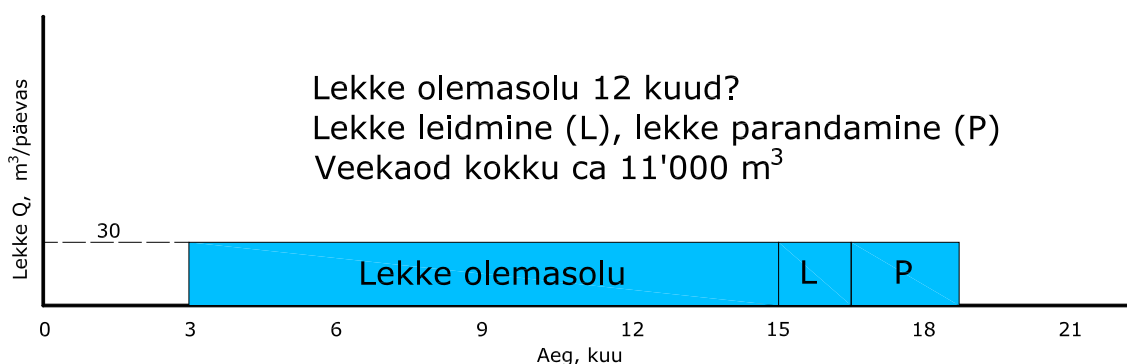 Lekke olemasolu 12 kuud?
Lekke leidmine (L), lekke parandamine (P)
Veekaod kokku ca 11'000 m³
Lekke Q, m³/päevas
30
Lekke olemasolu
L
P
0 3 6 9 12 15 18 21
Aeg, kuu